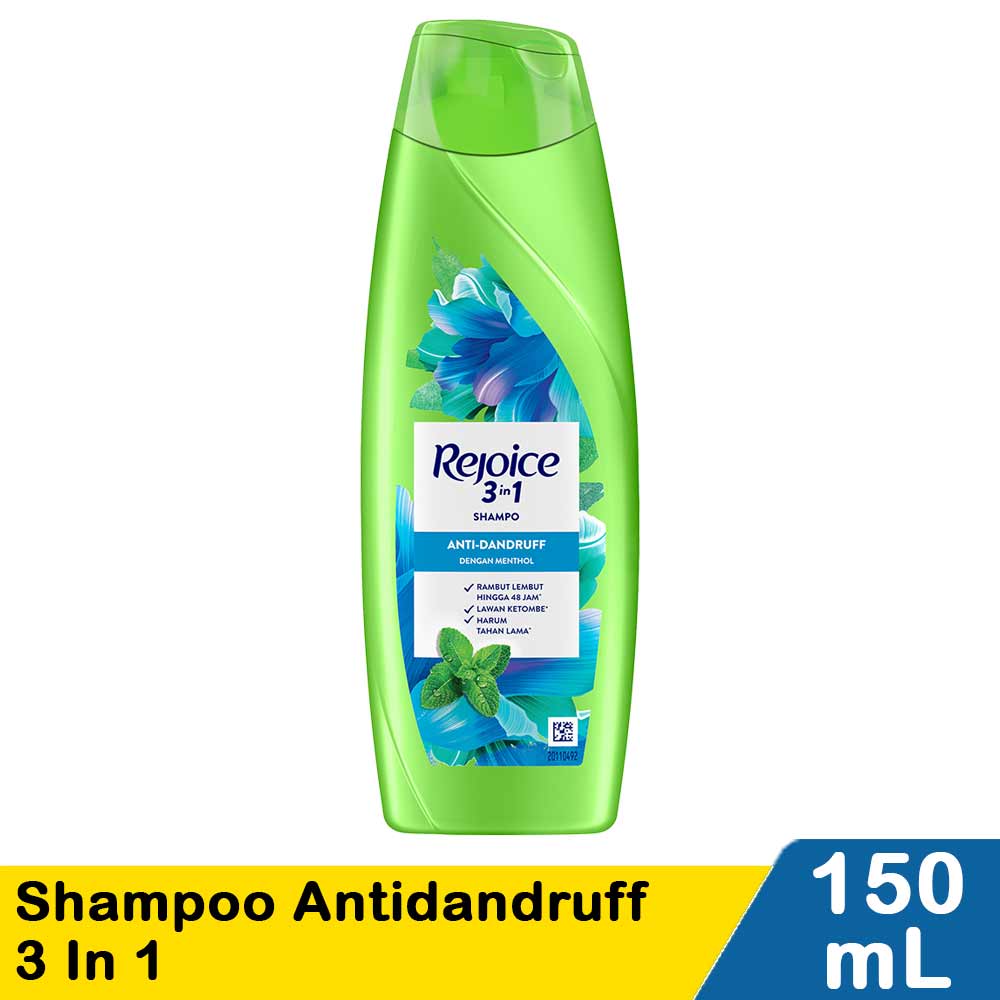 Rejoice
3 in 1
SHAMPO
ANTI-DANDRUFF
DENGAN MENTHOL
RAMBUT LEMBUT
HINGGA 48 JAM*
LAWAN KETOMBE*
HARUM
TAHAN LAMA*
20110492
Shampoo Antidandruff
3 In 1
150
mL